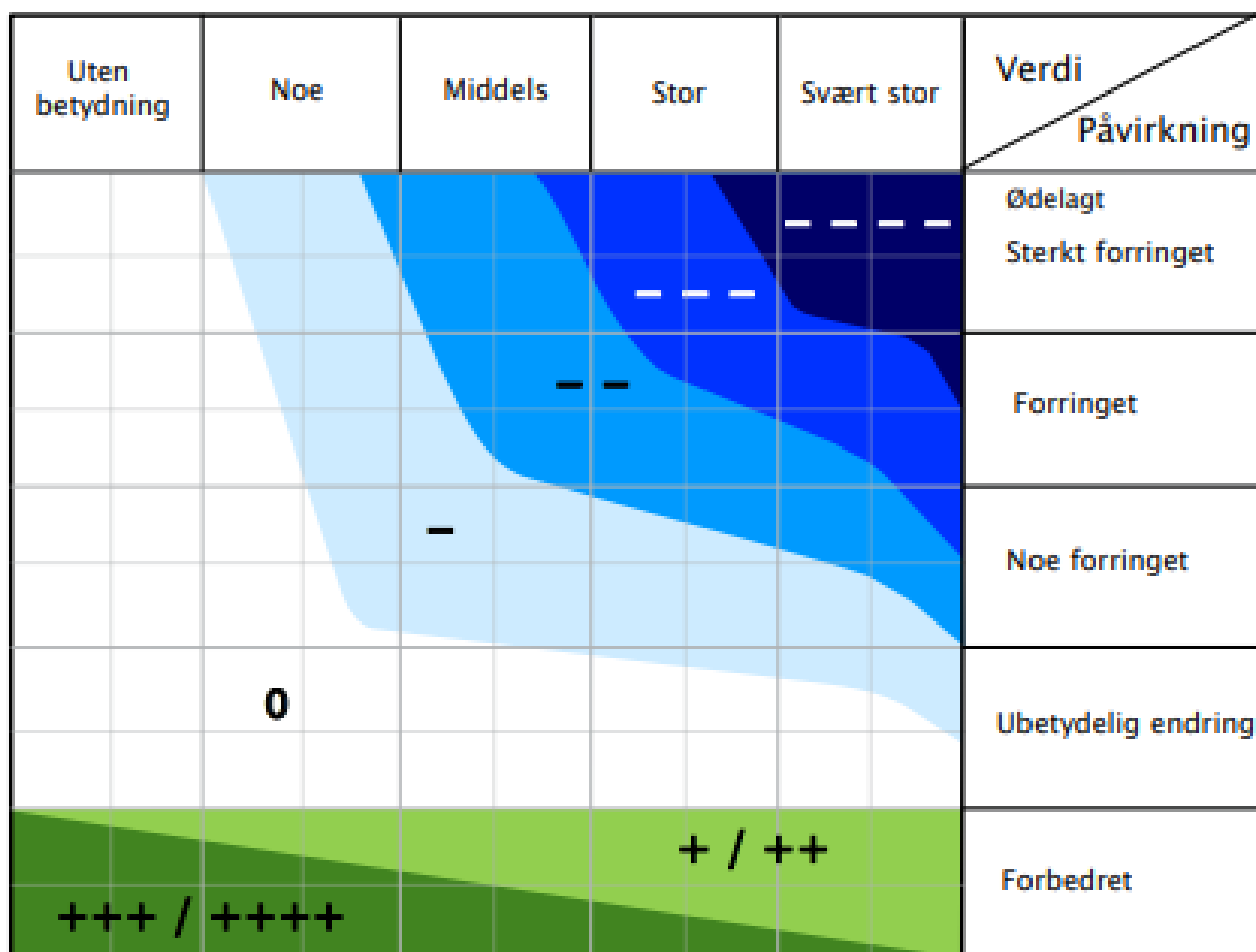 Uten
betydning
Noe
Middels
Stor
Svært stor
Verdi
Påvirkning
Ødelagt
Sterkt forringet
– – – –
– – –
– –
Forringet
–
Noe forringet
0
Ubetydelig endring
+ / ++
Forbedret
+++ / ++++